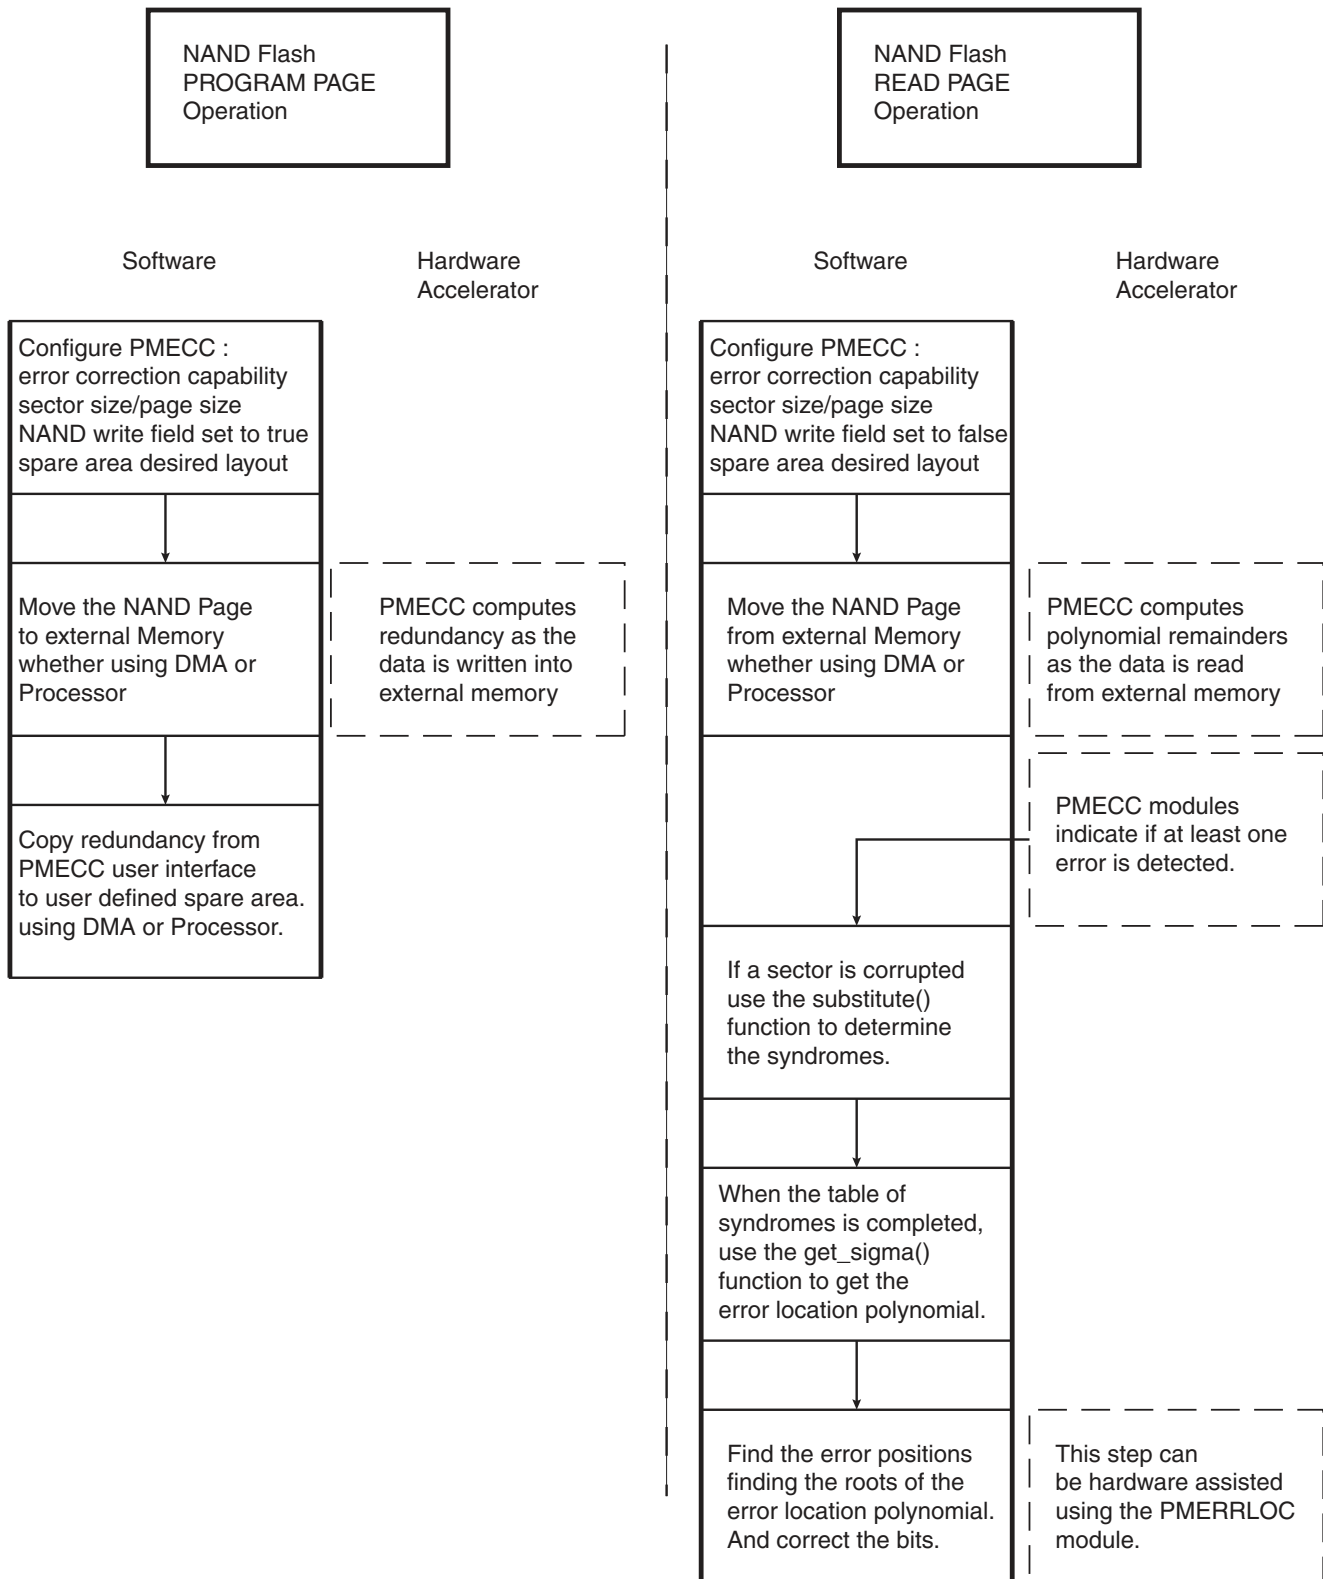 NAND Flash
PROGRAM PAGE
Operation
Software
Hardware
Accelerator
Configure PMECC :
error correction capability
sector size/page size
NAND write field set to true
spare area desired layout
Move the NAND Page
to external Memory
whether using DMA or
Processor
PMECC computes
redundancy as the
data is written into
external memory
Copy redundancy from
PMECC user interface
to user defined spare area.
using DMA or Processor.
NAND Flash
READ PAGE
Operation
Software
Hardware
Accelerator
Configure PMECC :
error correction capability
sector size/page size
NAND write field set to false
spare area desired layout
Move the NAND Page
from external Memory
whether using DMA or
Processor
PMECC computes
polynomial remainders
as the data is read
from external memory
PMECC modules
indicate if at least one
error is detected.
If a sector is corrupted
use the substitute()
function to determine
the syndromes.
When the table of
syndromes is completed,
use the get_sigma()
function to get the
error location polynomial.
Find the error positions
finding the roots of the
error location polynomial.
And correct the bits.
This step can
be hardware assisted
using the PMERRLOC
module.